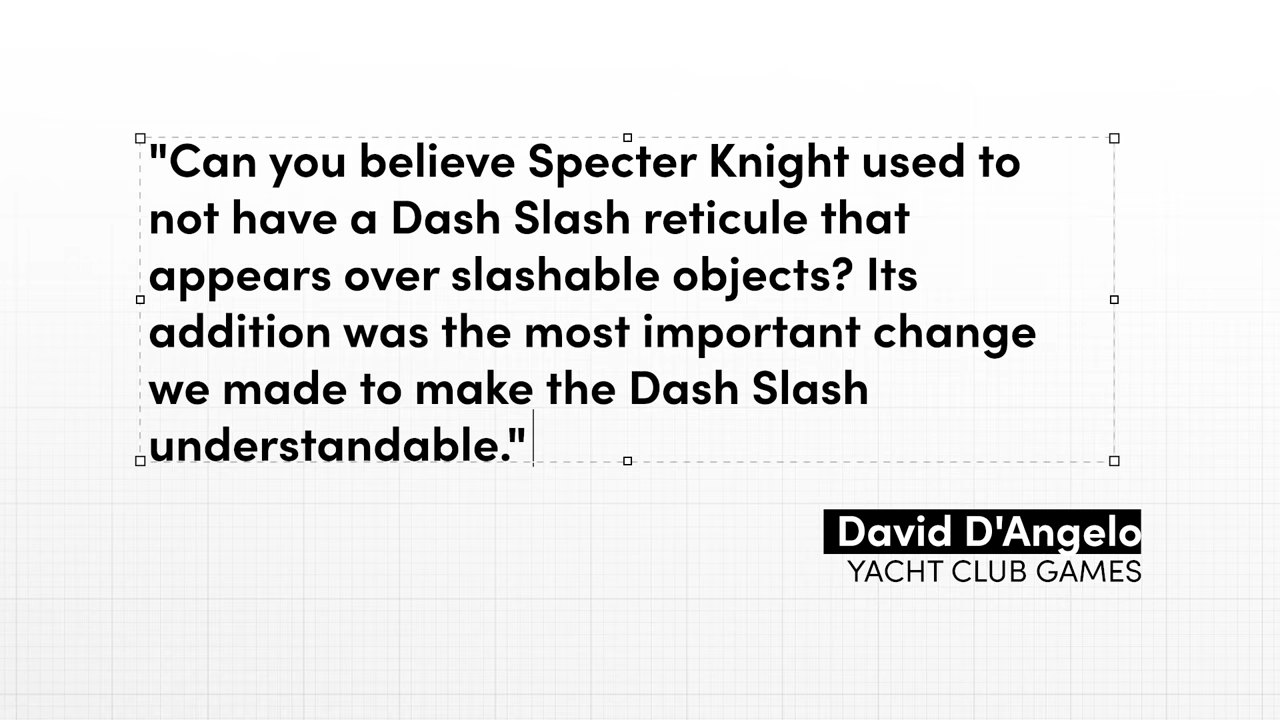 "Can you believe Specter Knight used to
not have a Dash Slash reticule that
appears over slashable objects? Its
addition was the most important change
we made to make the Dash Slash
understandable."
David D'Angelo
YACHT CLUB GAMES